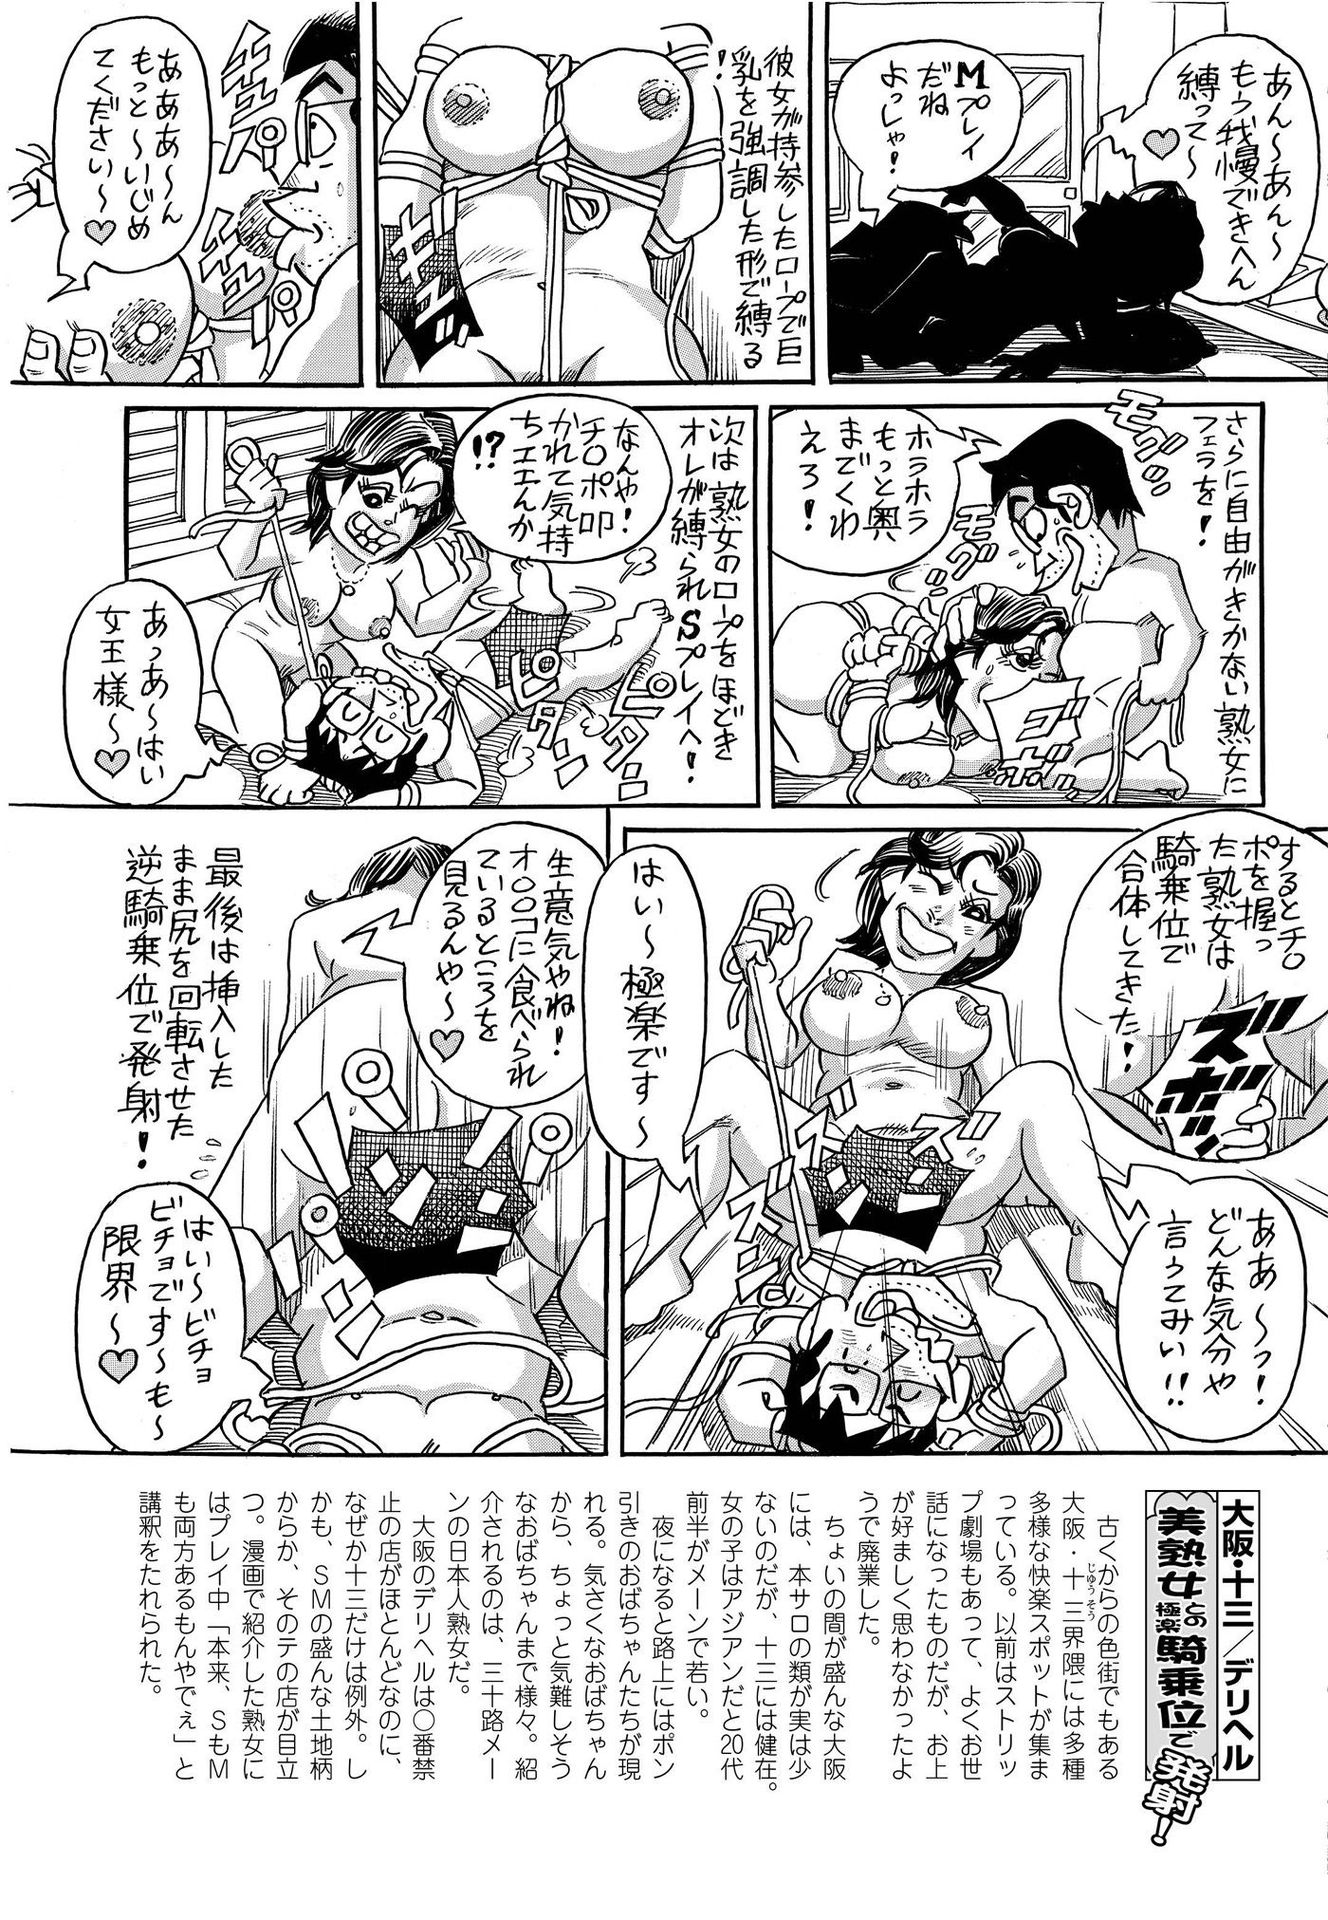 あん〜あん〜
もう我慢できへん
縛って〜♥
Mプレイ
だね
よっしゃ！
彼女が持参したロープで巨
乳を強調した形で縛る
！
ギュッ
チュパ
チュパ
チュパ
ああぁ〜ん
もっと〜いじめ
てください〜♥
さらに自由がきかない熟女に
フェラを！
モグッ
モグッ
ホラホラ
もっと奥
までくわ
えろ！
ゴボ
ゴボ
次は熟女のロープをほどき
オレが縛られSプレイへ！
なんや！
チ○ポ叩
かれて気持
ちエエんか
!?
ピタン
ピタン
あっあ〜はい
女王様〜♥
するとチ○
ポを握っ
た熟女は
騎乗位で
合体してきた！
ズボッ
ああ〜っ！
どんな気分や
言うてみい!!
はい〜極楽です〜
ズッ
ズッ
生意気やね！
オ○○コに食べられ
ているところを
見るんや〜♥
最後は挿入した
まま尻を回転させた
逆騎乗位で発射！
はい〜ビチョ
ビチョです〜も〜
限界〜♥
大阪・十三／デリヘル
美熟女との極楽騎乗位で発射！
古くからの色街でもある
大阪・十三界隈には多種
じゅうそう
多様な快楽スポットが集ま
っている。以前はストリッ
プ劇場もあって、よくお世
話になったものだが、お上
が好ましく思わなかったよ
うで廃業した。
ちょいの間が盛んな大阪
には、本サロの類が実は少
ないのだが、十三には健在。
女の子はアジアンだと20代
前半がメーンで若い。
夜になると路上にはポン
引きのおばちゃんたちが現
れる。気さくなおばちゃん
から、ちょっと気難しそう
なおばちゃんまで様々。紹
介されるのは、三十路メー
ンの日本人熟女だ。
大阪のデリヘルは○番禁
止の店がほとんどなのに、
なぜか十三だけは例外。し
かも、SMの盛んな土地柄
からか、そのテの店が目立
つ。漫画で紹介した熟女に
はプレイ中「本来、SもM
も両方あるもんやでぇ」と
講釈をたれられた。